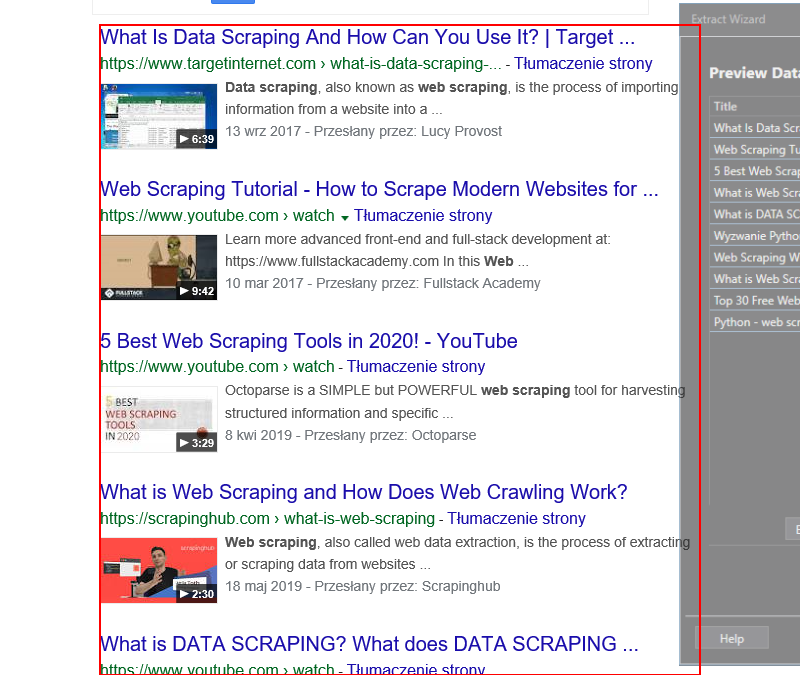 What Is Data Scraping And How Can You Use It? | Target ...
https://www.targetinternet.com › what-is-data-scraping-... - Tłumaczenie strony
Data scraping, also known as web scraping, is the process of importing
information from a website into a ...
13 wrz 2017 - Przesłany przez: Lucy Provost
6:39
Web Scraping Tutorial - How to Scrape Modern Websites for ...
https://www.youtube.com › watch Tłumaczenie strony
Learn more advanced front-end and full-stack development at:
https://www.fullstackacademy.com In this Web ...
10 mar 2017 - Przesłany przez: Fullstack Academy
FULLSTACK
9:42
5 Best Web Scraping Tools in 2020! - YouTube
https://www.youtube.com › watch - Tłumaczenie strony
Octoparse is a SIMPLE but POWERFUL web scraping tool for harvesting
structured information and specific ...
8 kwi 2019 - Przesłany przez: Octoparse
5 BEST
WEB SCRAPING
TOOLS
IN 2020
3:29
What is Web Scraping and How Does Web Crawling Work?
https://scrapinghub.com › what-is-web-scraping - Tłumaczenie strony
Web scraping, also called web data extraction, is the process of extracting
or scraping data from websites ...
18 maj 2019 - Przesłany przez: Scrapinghub
scrapinghub
2:30
What is DATA SCRAPING? What does DATA SCRAPING ...
https://www.youtube.com › watch - Tłumaczenie strony
Extract Wizard
Preview Data
Title
What Is Data Scra
Web Scraping Tu
5 Best Web Scrap
What is Web Scra
What is DATA SC
Wyzwanie Pytho
Web Scraping W
What is Web Scra
Top 30 Free Web
Python - web scr
Help